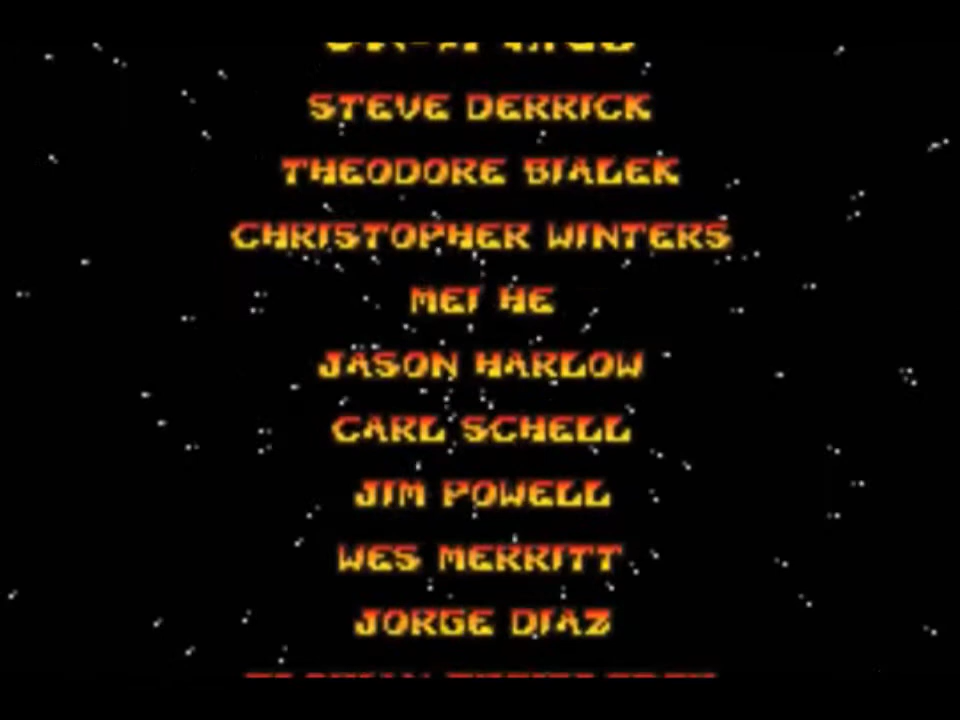 STEVE DERRICK
THEODORE BIALEK
CHRISTOPHER WINTERS
MEI HE
JASON HARLOW
CARL SCHELL
JIM POWELL
WES MERRITT
JORGE DIAZ